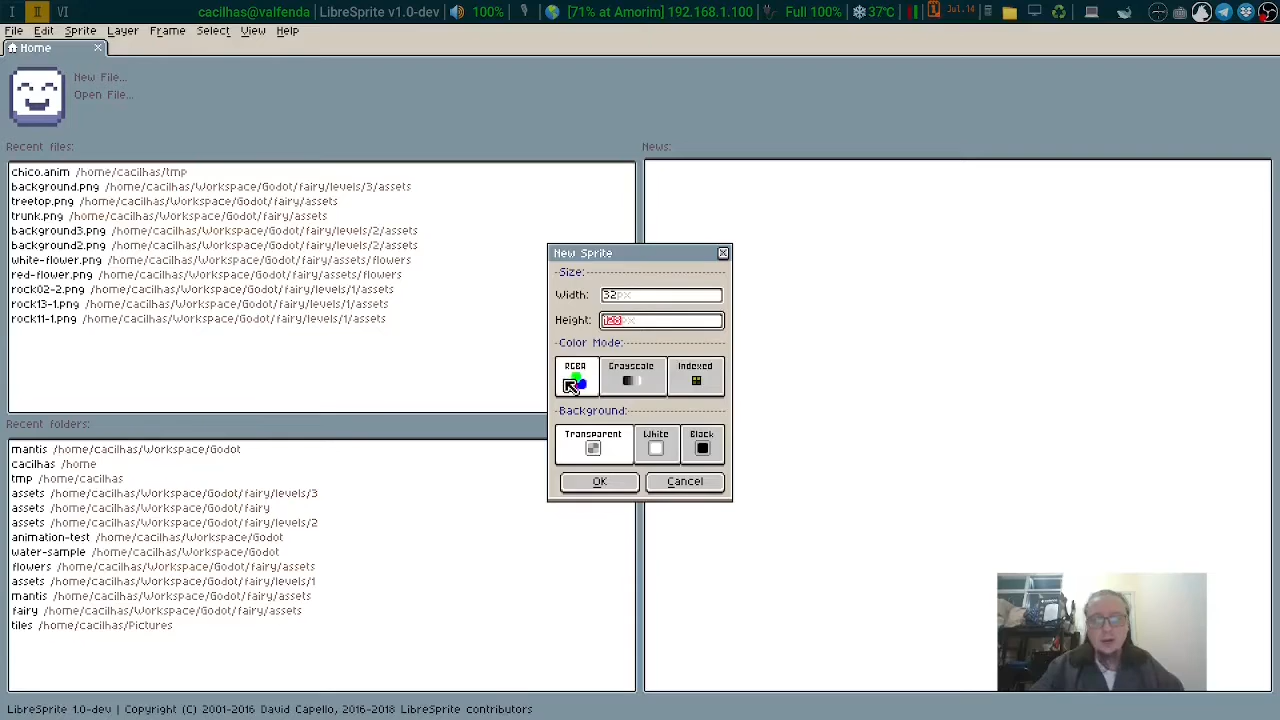 I II VI cacilhas@valfenda LibreSprite v1.0-dev 100% [71% at Amorim] 192.168.1.100 Full 100% 37°C Jul.14
File Edit Sprite Layer Frame Select View Help
Home
New File...
Open File...
Recent files:
chico.anim /home/cacilhas/tmp
background.png /home/cacilhas/Workspace/Godot/fairy/levels/3/assets
treetop.png /home/cacilhas/Workspace/Godot/fairy/assets
trunk.png /home/cacilhas/Workspace/Godot/fairy/assets
background3.png /home/cacilhas/Workspace/Godot/fairy/levels/2/assets
background2.png /home/cacilhas/Workspace/Godot/fairy/levels/2/assets
white-flower.png /home/cacilhas/Workspace/Godot/fairy/assets/flowers
red-flower.png /home/cacilhas/Workspace/Godot/fairy/assets/flowers
rock02-2.png /home/cacilhas/Workspace/Godot/fairy/levels/1/assets
rock13-1.png /home/cacilhas/Workspace/Godot/fairy/levels/1/assets
rock11-1.png /home/cacilhas/Workspace/Godot/fairy/levels/1/assets
Recent folders:
mantis /home/cacilhas/Workspace/Godot
cacilhas /home
tmp /home/cacilhas
assets /home/cacilhas/Workspace/Godot/fairy/levels/3
assets /home/cacilhas/Workspace/Godot/fairy
assets /home/cacilhas/Workspace/Godot/fairy/levels/2
animation-test /home/cacilhas/Workspace/Godot
water-sample /home/cacilhas/Workspace/Godot
flowers /home/cacilhas/Workspace/Godot/fairy/assets
assets /home/cacilhas/Workspace/Godot/fairy/levels/1
mantis /home/cacilhas/Workspace/Godot/fairy/assets
fairy /home/cacilhas/Workspace/Godot/fairy/assets
tiles /home/cacilhas/Pictures
News:
New Sprite
Size:
Width: 32px
Height: px
Color Mode:
RGBA Grayscale Indexed
Background:
Transparent White Black
OK Cancel
LibreSprite 1.0-dev | Copyright (C) 2001-2016 David Capello, 2016-2018 LibreSprite contributors